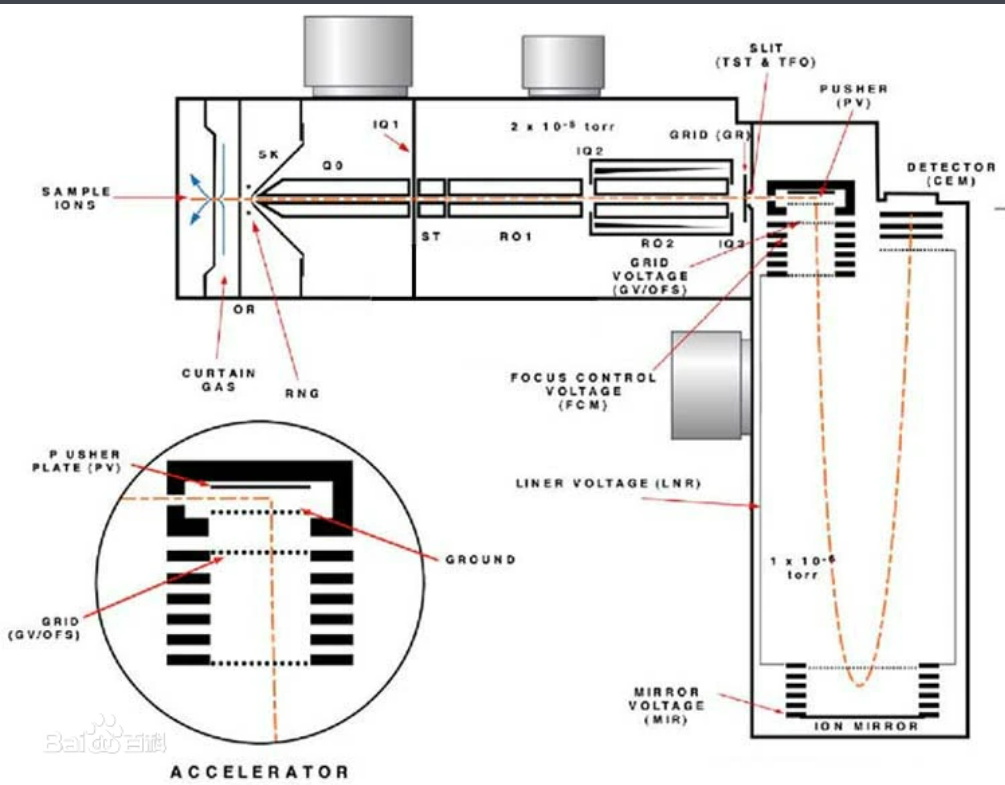 SLIT
(TST & TFO)
PUSHER
(PV)
IQ1
2 x 10⁻⁵ torr
GRID (GR)
IQ2
SK
Q0
DETECTOR
(CEM)
SAMPLE
IONS
ST
RO1
RO2
IQ3
GRID
VOLTAGE
(GV/OFS)
OR
CURTAIN
GAS
RNG
FOCUS CONTROL
VOLTAGE
(FCM)
PUSHER
PLATE (PV)
LINER VOLTAGE (LNR)
GROUND
1 x 10⁻⁶
torr
GRID
(GV/OFS)
MIRROR
VOLTAGE
(MIR)
ION MIRROR
Bai百科
ACCELERATOR